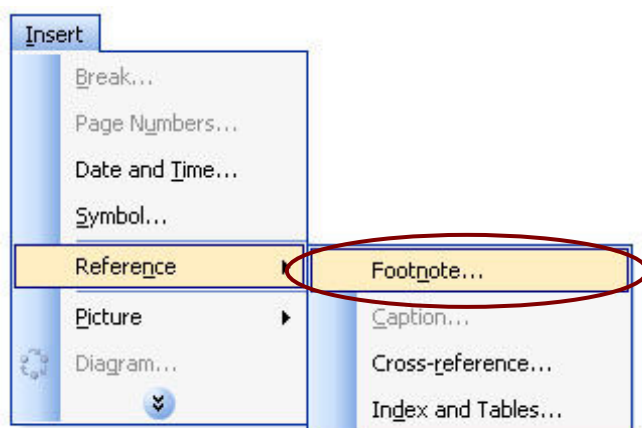 Insert
Break...
Page Numbers...
Date and Time...
Symbol...
Reference
Footnote...
Picture
Caption...
Diagram...
Cross-reference...
Index and Tables...